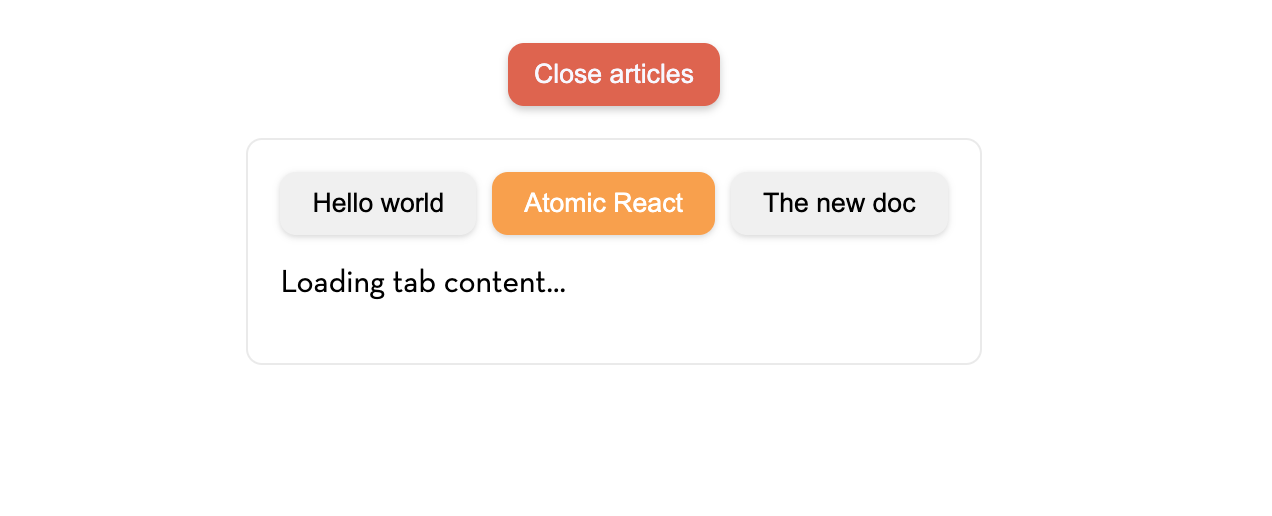 Close articles
Hello world Atomic React The new doc
Loading tab content...